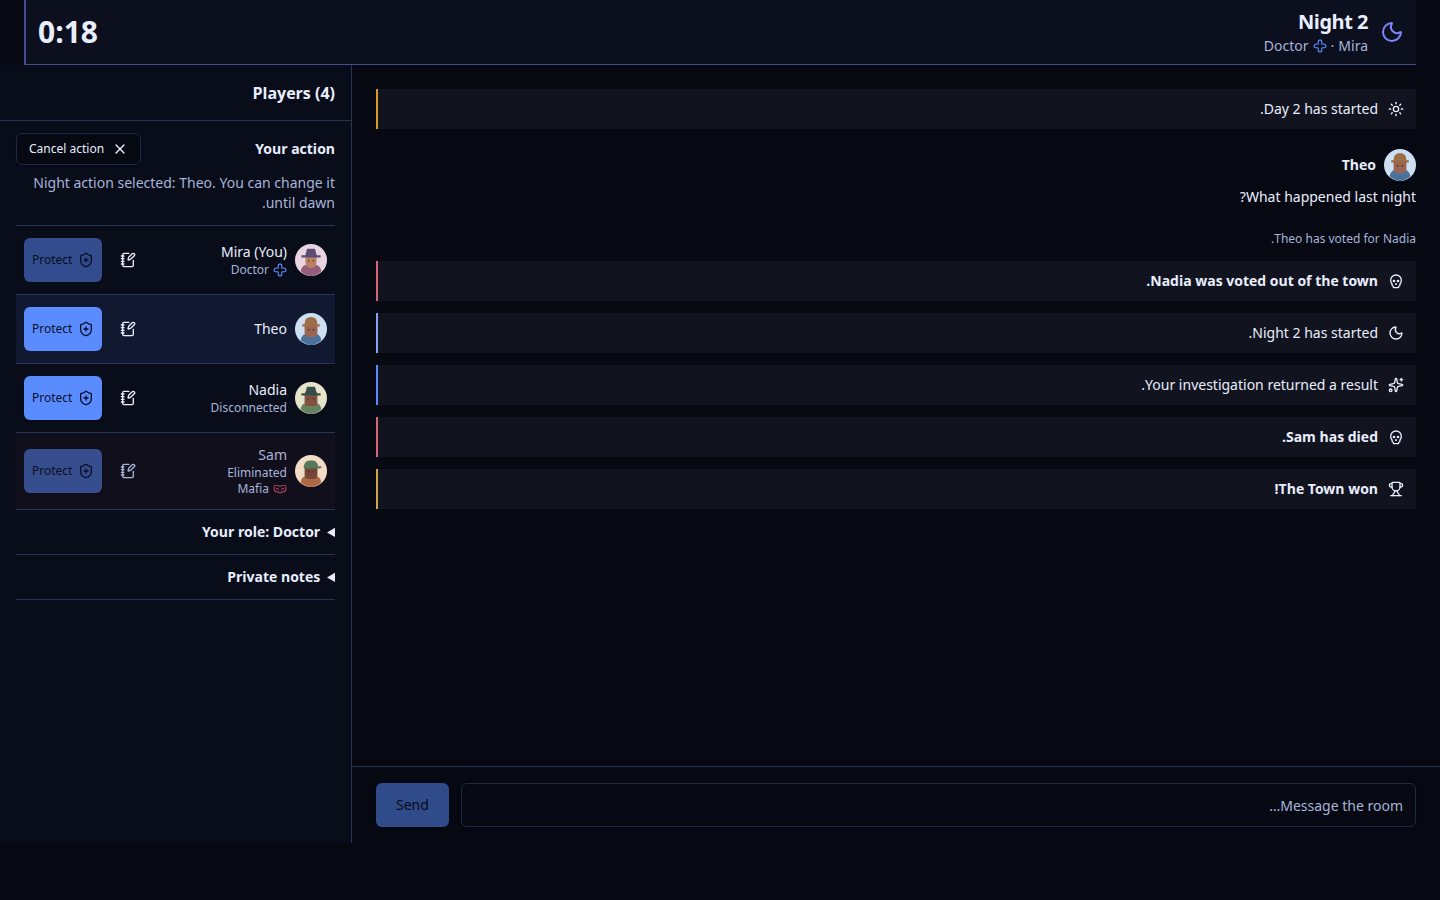 0:18
Night 2
Doctor · Mira
Players (4)
Your action
Cancel action
Night action selected: Theo. You can change it
.until dawn
Mira (You)
Doctor
Protect
Theo
Protect
Nadia
Disconnected
Protect
Sam
Eliminated
Mafia
Protect
Your role: Doctor
Private notes
.Day 2 has started
Theo
?What happened last night
.Theo has voted for Nadia
.Nadia was voted out of the town
.Night 2 has started
.Your investigation returned a result
.Sam has died
!The Town won
...Message the room
Send